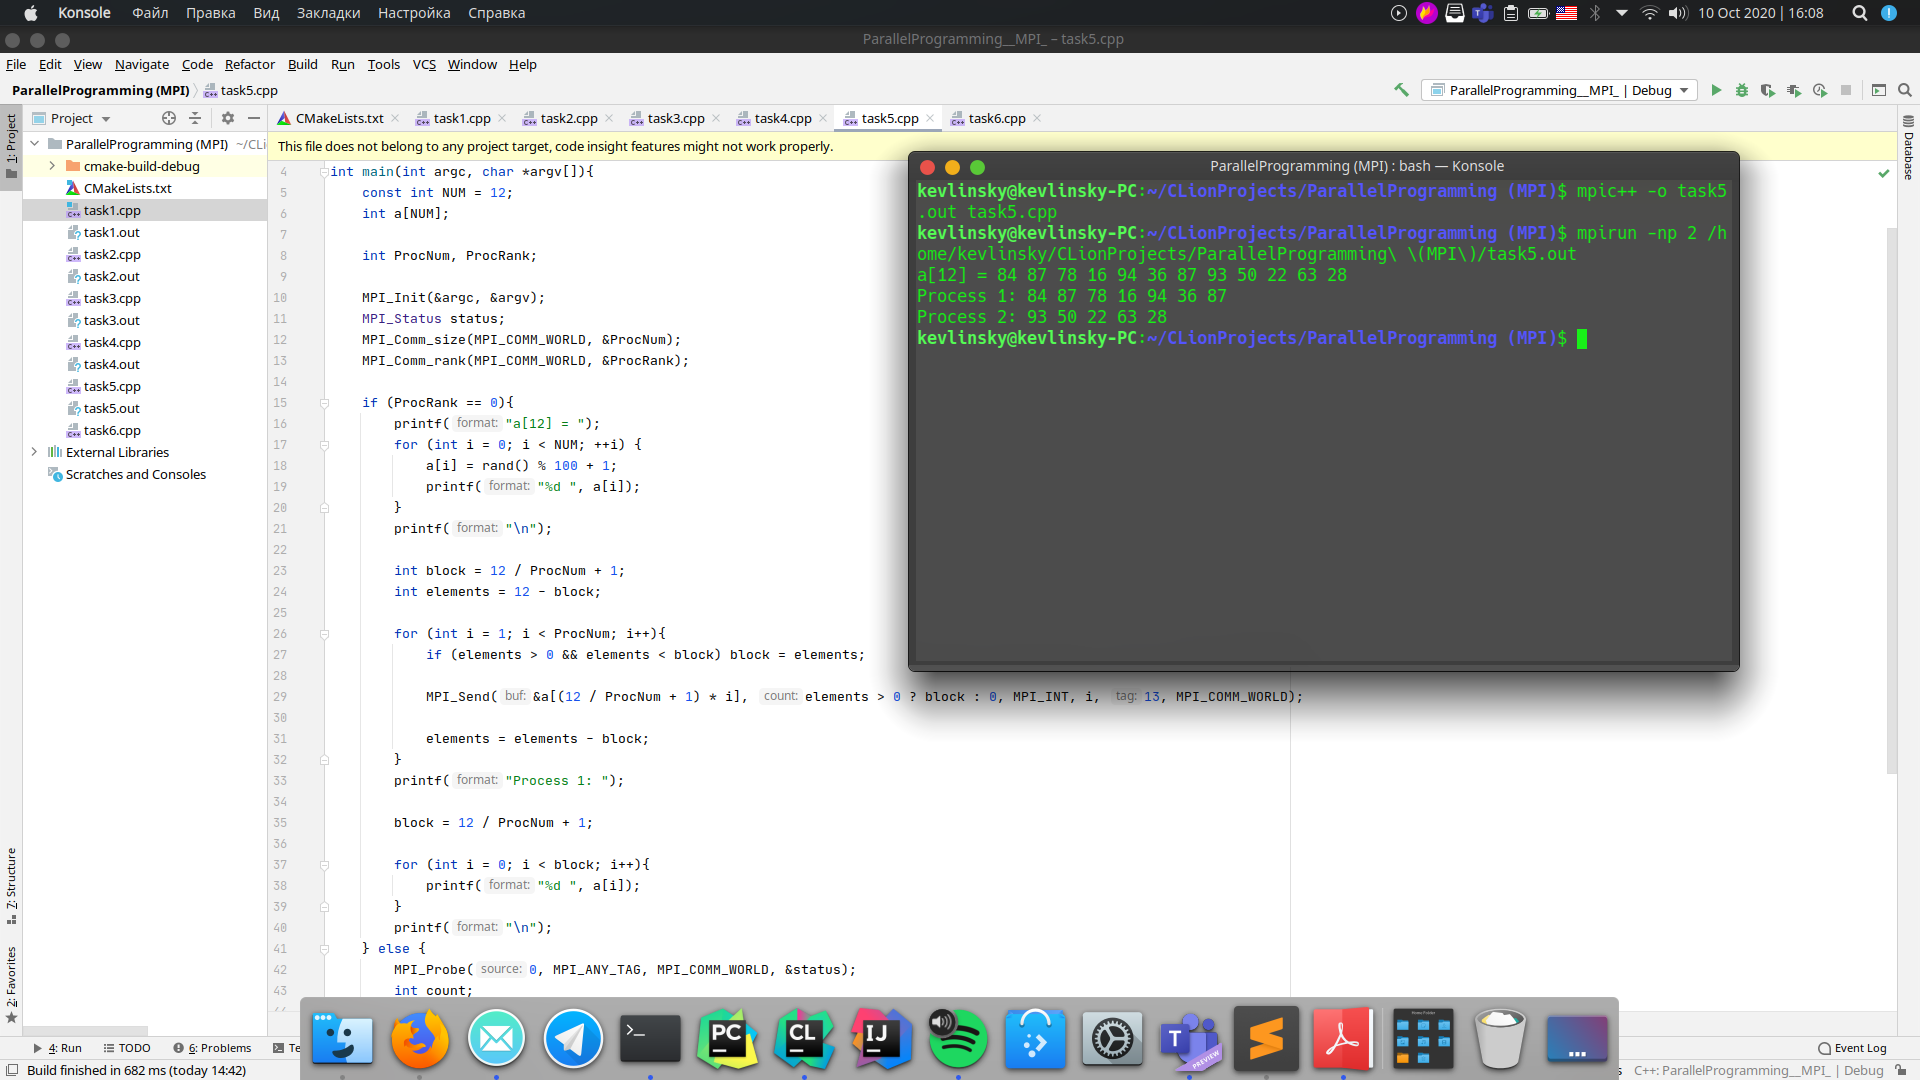 Konsole Файл Правка Вид Закладки Настройка Справка 10 Oct 2020 | 16:08
ParallelProgramming__MPI_ – task5.cpp
File Edit View Navigate Code Refactor Build Run Tools VCS Window Help
ParallelProgramming (MPI) task5.cpp ParallelProgramming__MPI_ | Debug
Project CMakeLists.txt task1.cpp task2.cpp task3.cpp task4.cpp task5.cpp task6.cpp
1: Project
Database
This file does not belong to any project target, code insight features might not work properly.
ParallelProgramming (MPI) ~/CLi
cmake-build-debug
CMakeLists.txt
task1.cpp
task1.out
task2.cpp
task2.out
task3.cpp
task3.out
task4.cpp
task4.out
task5.cpp
task5.out
task6.cpp
External Libraries
Scratches and Consoles
7: Structure
2: Favorites
4 int main(int argc, char *argv[]){
5 const int NUM = 12;
6 int a[NUM];
7
8 int ProcNum, ProcRank;
9
10 MPI_Init(&argc, &argv);
11 MPI_Status status;
12 MPI_Comm_size(MPI_COMM_WORLD, &ProcNum);
13 MPI_Comm_rank(MPI_COMM_WORLD, &ProcRank);
14
15 if (ProcRank == 0){
16 printf( format: "a[12] = ");
17 for (int i = 0; i < NUM; ++i) {
18 a[i] = rand() % 100 + 1;
19 printf( format: "%d ", a[i]);
20 }
21 printf( format: "\n");
22
23 int block = 12 / ProcNum + 1;
24 int elements = 12 - block;
25
26 for (int i = 1; i < ProcNum; i++){
27 if (elements > 0 && elements < block) block = elements;
28
29 MPI_Send( buf: &a[(12 / ProcNum + 1) * i], count: elements > 0 ? block : 0, MPI_INT, i, tag: 13, MPI_COMM_WORLD);
30
31 elements = elements - block;
32 }
33 printf( format: "Process 1: ");
34
35 block = 12 / ProcNum + 1;
36
37 for (int i = 0; i < block; i++){
38 printf( format: "%d ", a[i]);
39 }
40 printf( format: "\n");
41 } else {
42 MPI_Probe( source: 0, MPI_ANY_TAG, MPI_COMM_WORLD, &status);
43 int count;
ParallelProgramming (MPI) : bash — Konsole
kevlinsky@kevlinsky-PC:~/CLionProjects/ParallelProgramming (MPI)$ mpic++ -o task5
.out task5.cpp
kevlinsky@kevlinsky-PC:~/CLionProjects/ParallelProgramming (MPI)$ mpirun -np 2 /h
ome/kevlinsky/CLionProjects/ParallelProgramming\ \(MPI\)/task5.out
a[12] = 84 87 78 16 94 36 87 93 50 22 63 28
Process 1: 84 87 78 16 94 36 87
Process 2: 93 50 22 63 28
kevlinsky@kevlinsky-PC:~/CLionProjects/ParallelProgramming (MPI)$
PC CL IJ T PREVIEW
4: Run TODO 6: Problems Te Event Log
Build finished in 682 ms (today 14:42) C++: ParallelProgramming__MPI_ | Debug